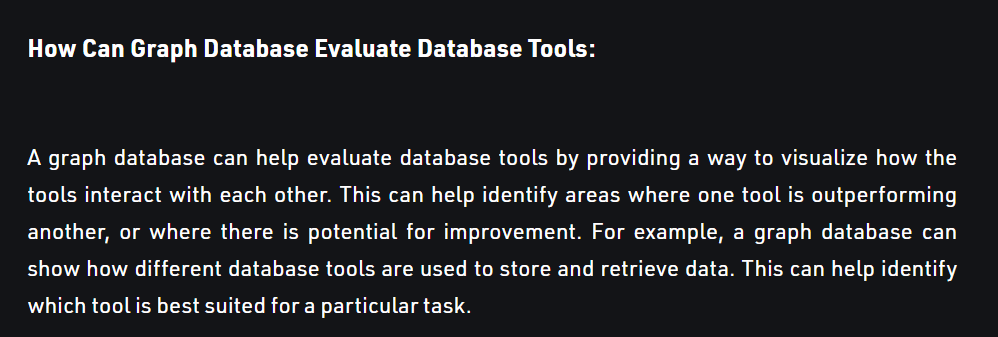 How Can Graph Database Evaluate Database Tools:
A graph database can help evaluate database tools by providing a way to visualize how the
tools interact with each other. This can help identify areas where one tool is outperforming
another, or where there is potential for improvement. For example, a graph database can
show how different database tools are used to store and retrieve data. This can help identify
which tool is best suited for a particular task.